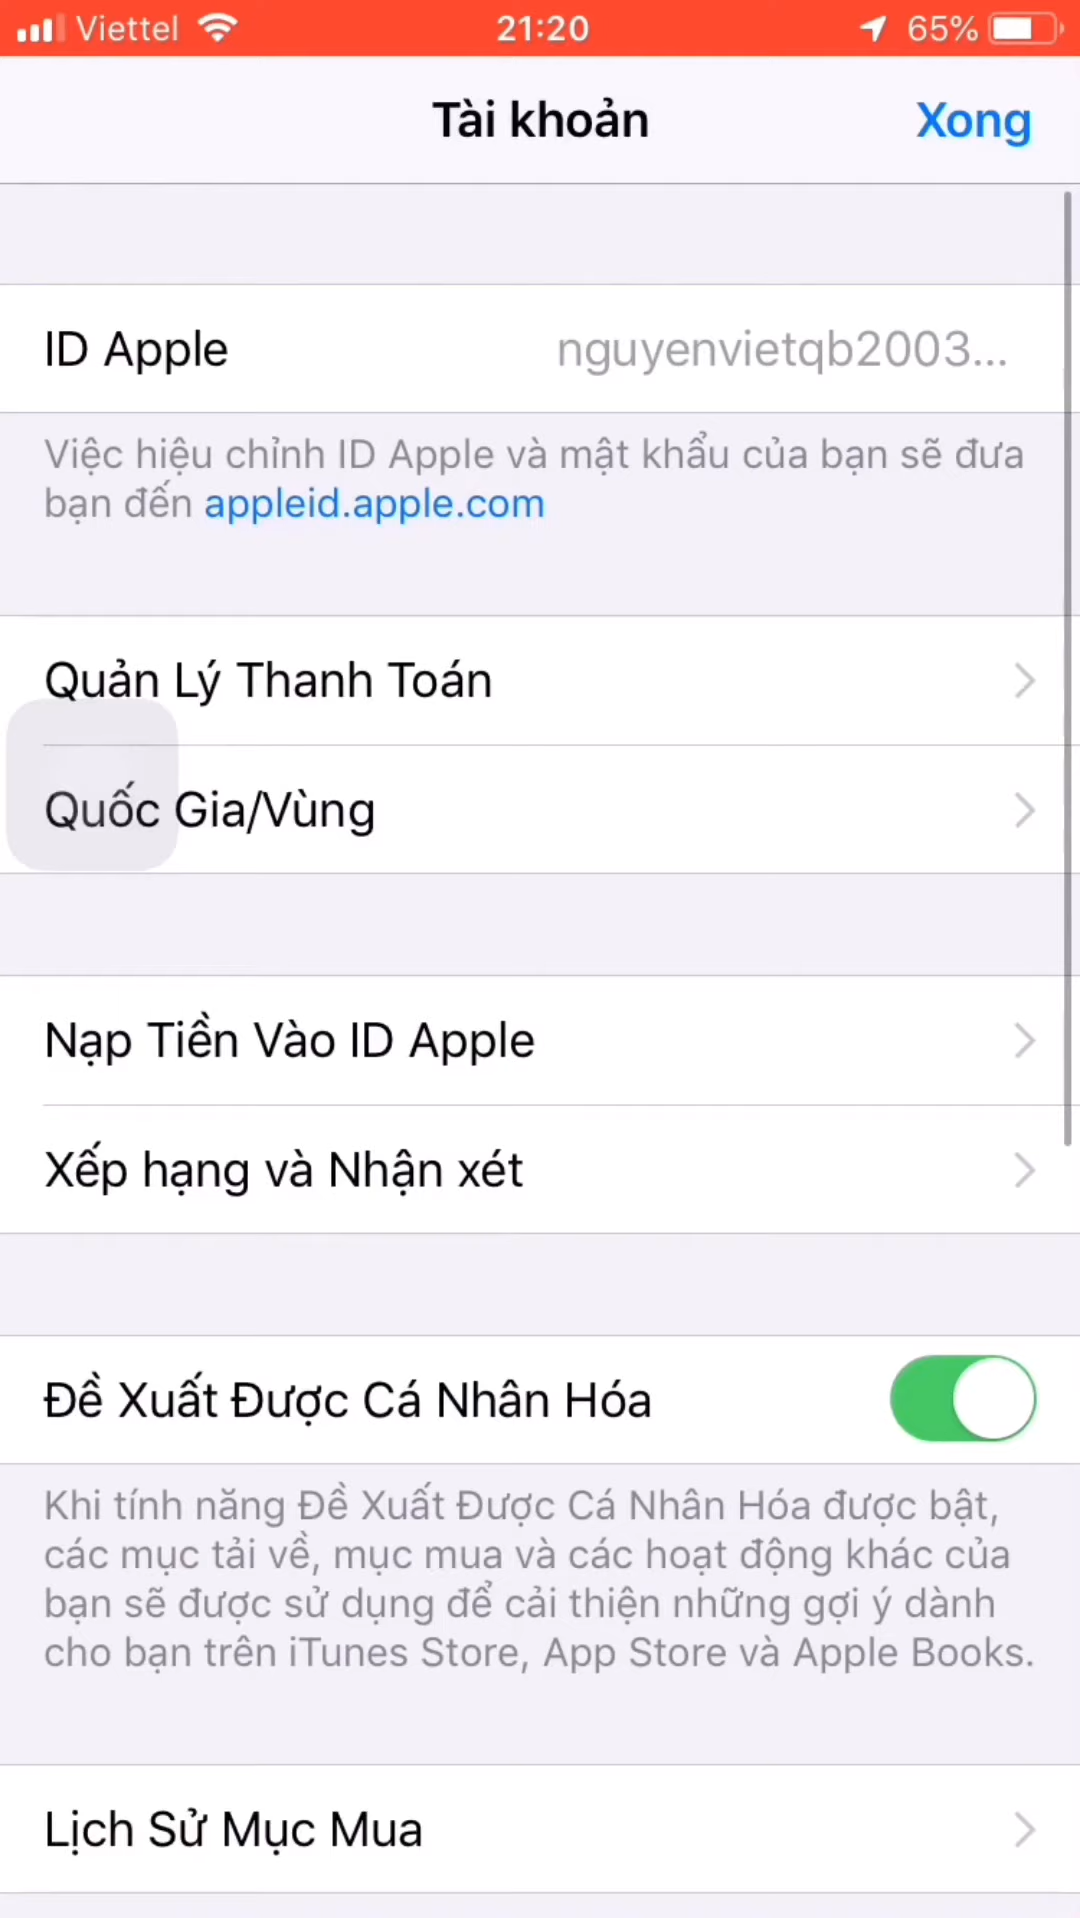 Viettel 21:20 65%
Tài khoản Xong
ID Apple nguyenvietqb2003...
Việc hiệu chỉnh ID Apple và mật khẩu của bạn sẽ đưa
bạn đến appleid.apple.com
Quản Lý Thanh Toán
Quốc Gia/Vùng
Nạp Tiền Vào ID Apple
Xếp hạng và Nhận xét
Đề Xuất Được Cá Nhân Hóa
Khi tính năng Đề Xuất Được Cá Nhân Hóa được bật,
các mục tải về, mục mua và các hoạt động khác của
bạn sẽ được sử dụng để cải thiện những gợi ý dành
cho bạn trên iTunes Store, App Store và Apple Books.
Lịch Sử Mục Mua